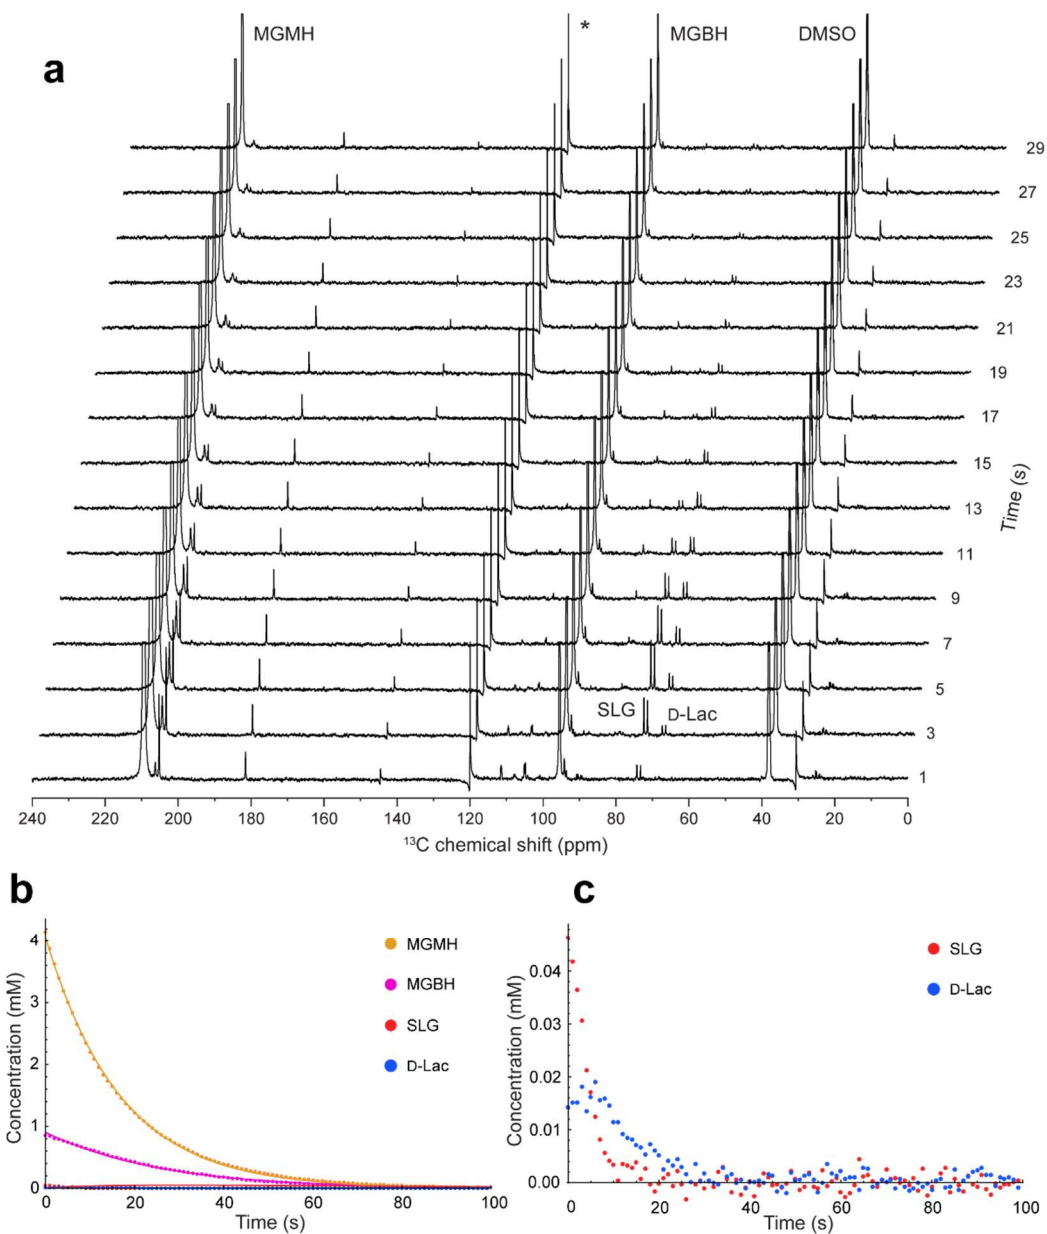 a
MGMH
*
MGBH
DMSO
29
27
25
23
21
19
17
15
13
11
9
7
5
3
1
Time (s)
SLG
D-Lac
240 220 200 180 160 140 120 100 80 60 40 20 0
¹³C chemical shift (ppm)
b
Concentration (mM)
4
3
2
1
0
0 20 40 60 80 100
Time (s)
MGMH
MGBH
SLG
D-Lac
c
Concentration (mM)
0.04
0.03
0.02
0.01
0.00
0 20 40 60 80 100
Time (s)
SLG
D-Lac